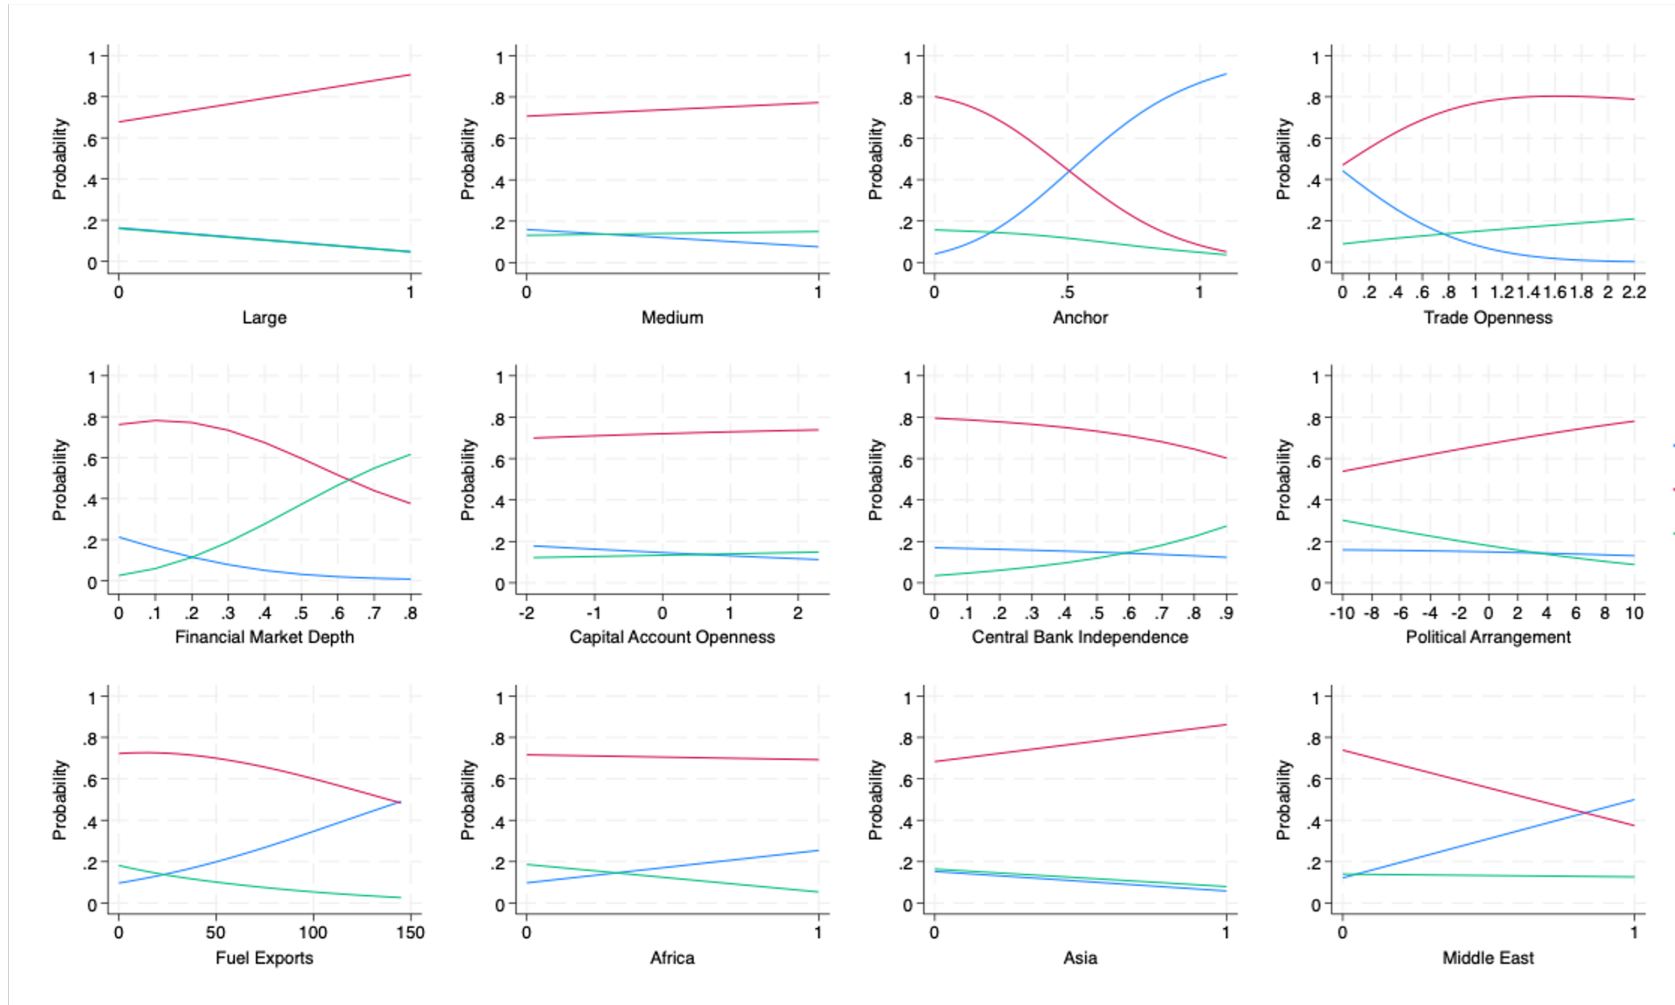 Probability
1
.8
.6
.4
.2
0
0 1
Large
Probability
1
.8
.6
.4
.2
0
0 1
Medium
Probability
1
.8
.6
.4
.2
0
0 .5 1
Anchor
Probability
1
.8
.6
.4
.2
0
0 .2 .4 .6 .8 1 1.2 1.4 1.6 1.8 2 2.2
Trade Openness
Probability
1
.8
.6
.4
.2
0
0 .1 .2 .3 .4 .5 .6 .7 .8
Financial Market Depth
Probability
1
.8
.6
.4
.2
0
-2 -1 0 1 2
Capital Account Openness
Probability
1
.8
.6
.4
.2
0
0 .1 .2 .3 .4 .5 .6 .7 .8 .9
Central Bank Independence
Probability
1
.8
.6
.4
.2
0
-10 -8 -6 -4 -2 0 2 4 6 8 10
Political Arrangement
Probability
1
.8
.6
.4
.2
0
0 50 100 150
Fuel Exports
Probability
1
.8
.6
.4
.2
0
0 1
Africa
Probability
1
.8
.6
.4
.2
0
0 1
Asia
Probability
1
.8
.6
.4
.2
0
0 1
Middle East